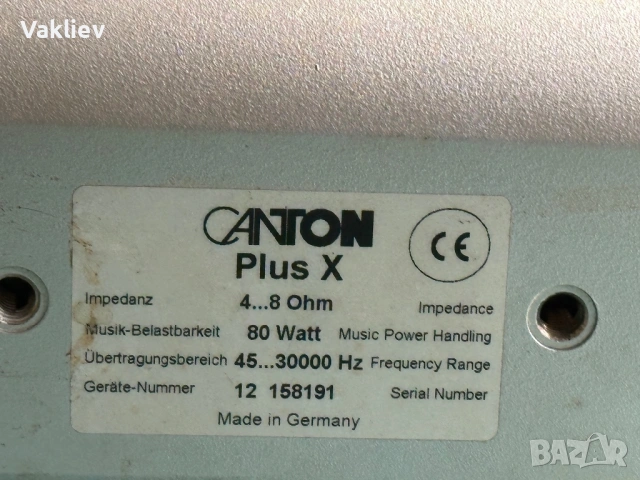 Vakliev
CANTON
CE
Plus X
Impedanz 4...8 Ohm Impedance
Musik-Belastbarkeit 80 Watt Music Power Handling
Übertragungsbereich 45...30000 Hz Frequency Range
Geräte-Nummer 12 158191 Serial Number
Made in Germany
BAZAR